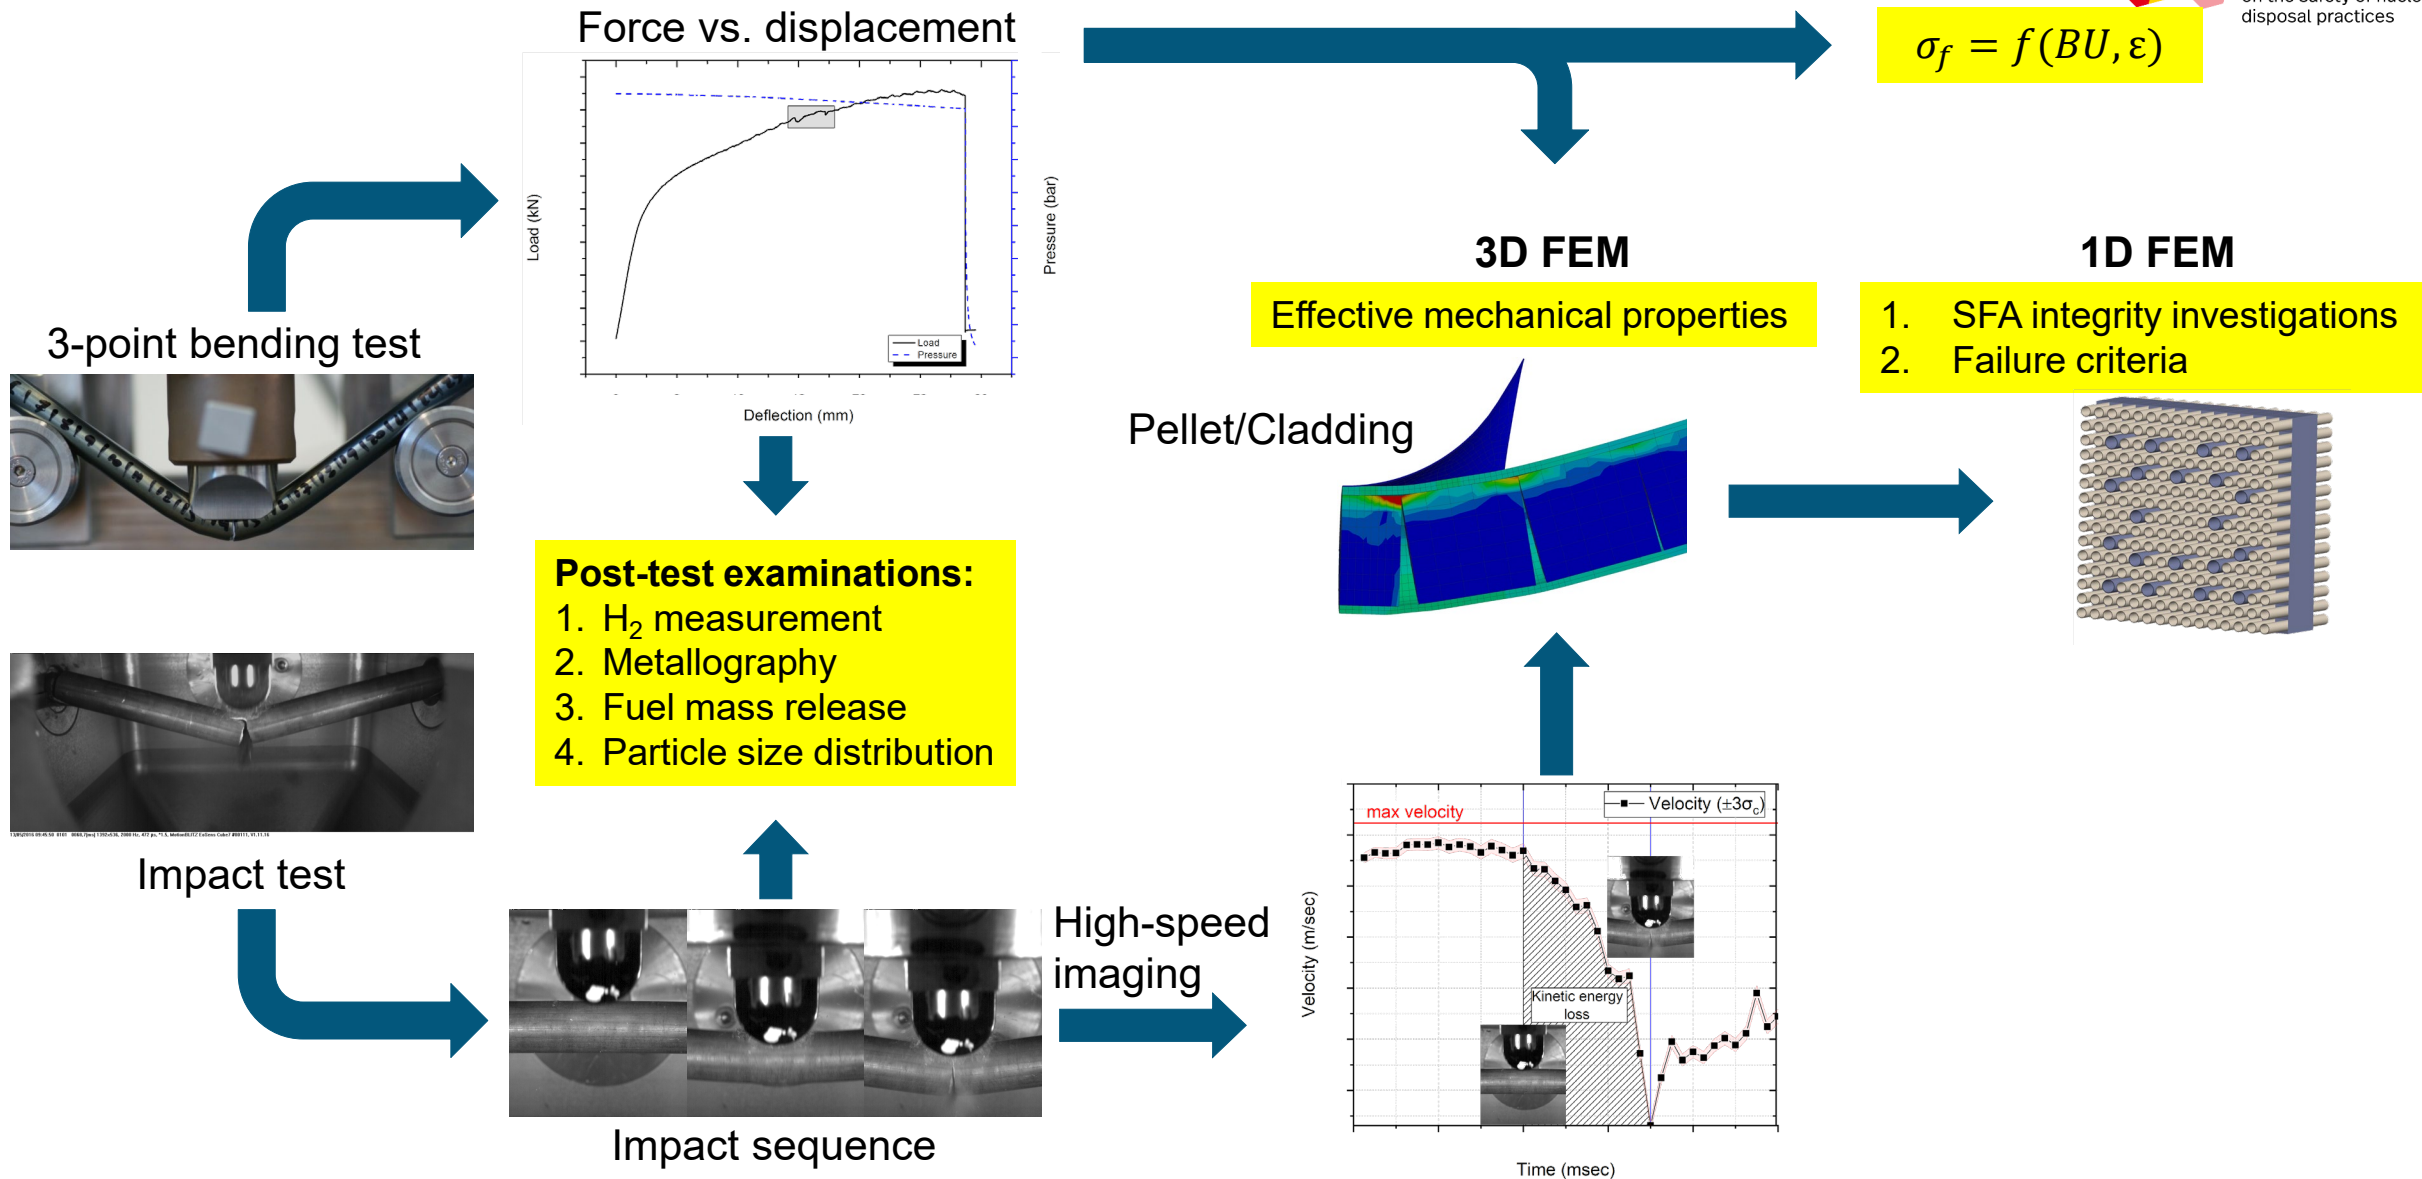 Force vs. displacement
disposal practices
σf = f(BU, ε)
Load (kN)
Pressure (bar)
Load
Pressure
Deflection (mm)
3-point bending test
3D FEM
Effective mechanical properties
1D FEM
1. SFA integrity investigations
2. Failure criteria
Pellet/Cladding
Post-test examinations:
1. H2 measurement
2. Metallography
3. Fuel mass release
4. Particle size distribution
Impact test
High-speed
imaging
Impact sequence
max velocity
Velocity (±3σc)
Velocity (m/sec)
Kinetic energy
loss
Time (msec)